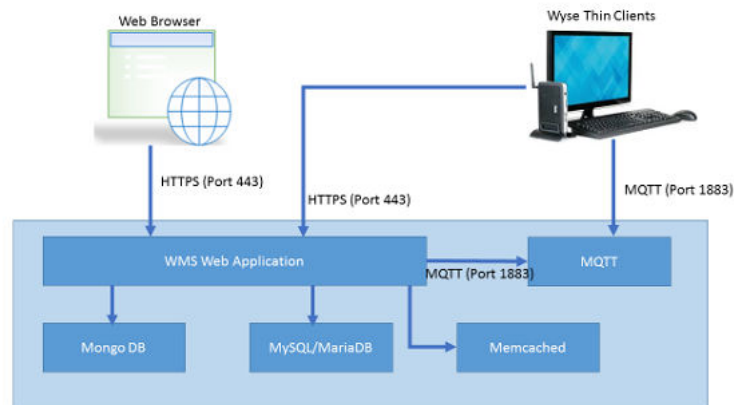 Web Browser
Wyse Thin Clients
HTTPS (Port 443)
HTTPS (Port 443)
MQTT (Port 1883)
WMS Web Application
MQTT (Port 1883)
MQTT
Mongo DB
MySQL/MariaDB
Memcached